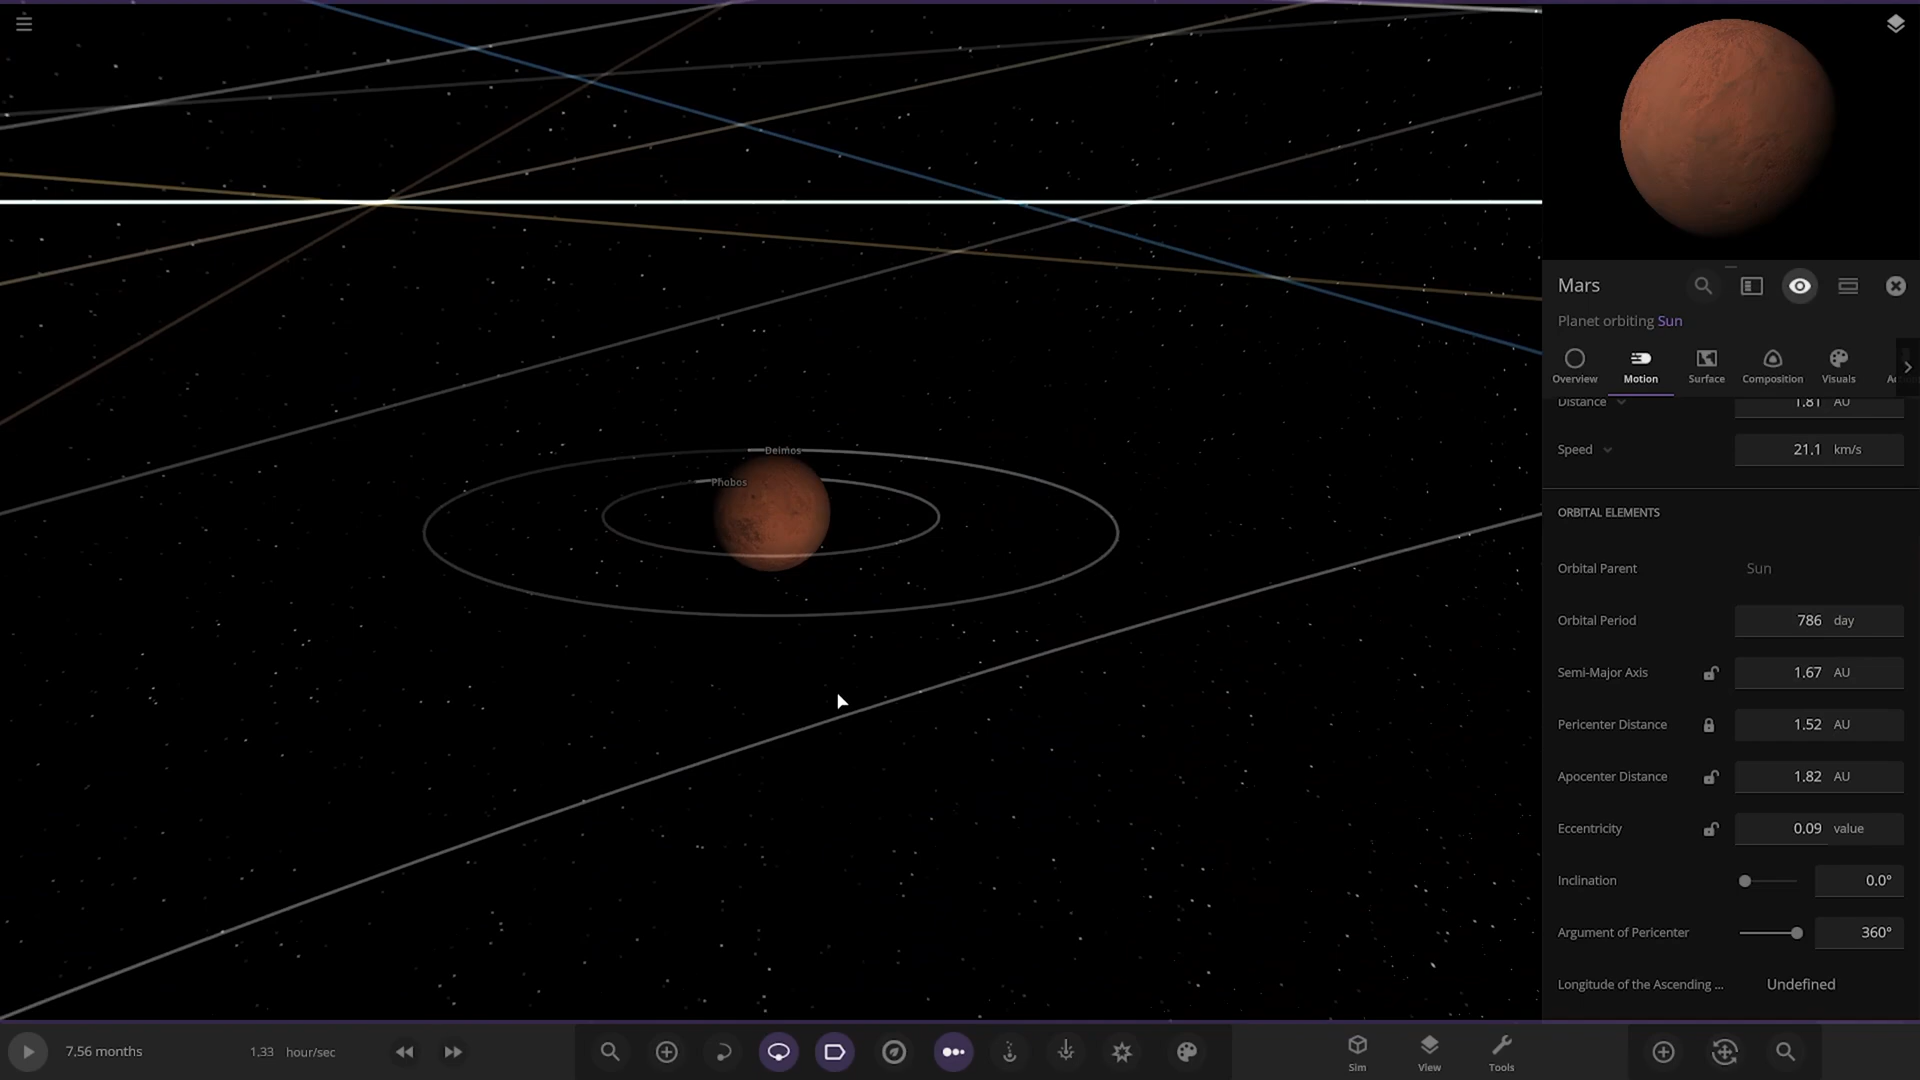 Mars
Planet orbiting Sun
Overview
Motion
Surface
Composition
Visuals
Distance 1.81 AU
Speed 21.1 km/s
ORBITAL ELEMENTS
Orbital Parent Sun
Orbital Period 786 day
Semi-Major Axis 1.67 AU
Pericenter Distance 1.52 AU
Apocenter Distance 1.82 AU
Eccentricity 0.09 value
Inclination 0.0°
Argument of Pericenter 360°
Longitude of the Ascending ... Undefined
Deimos
Phobos
7.56 months
1.33 hour/sec
Sim
View
Tools